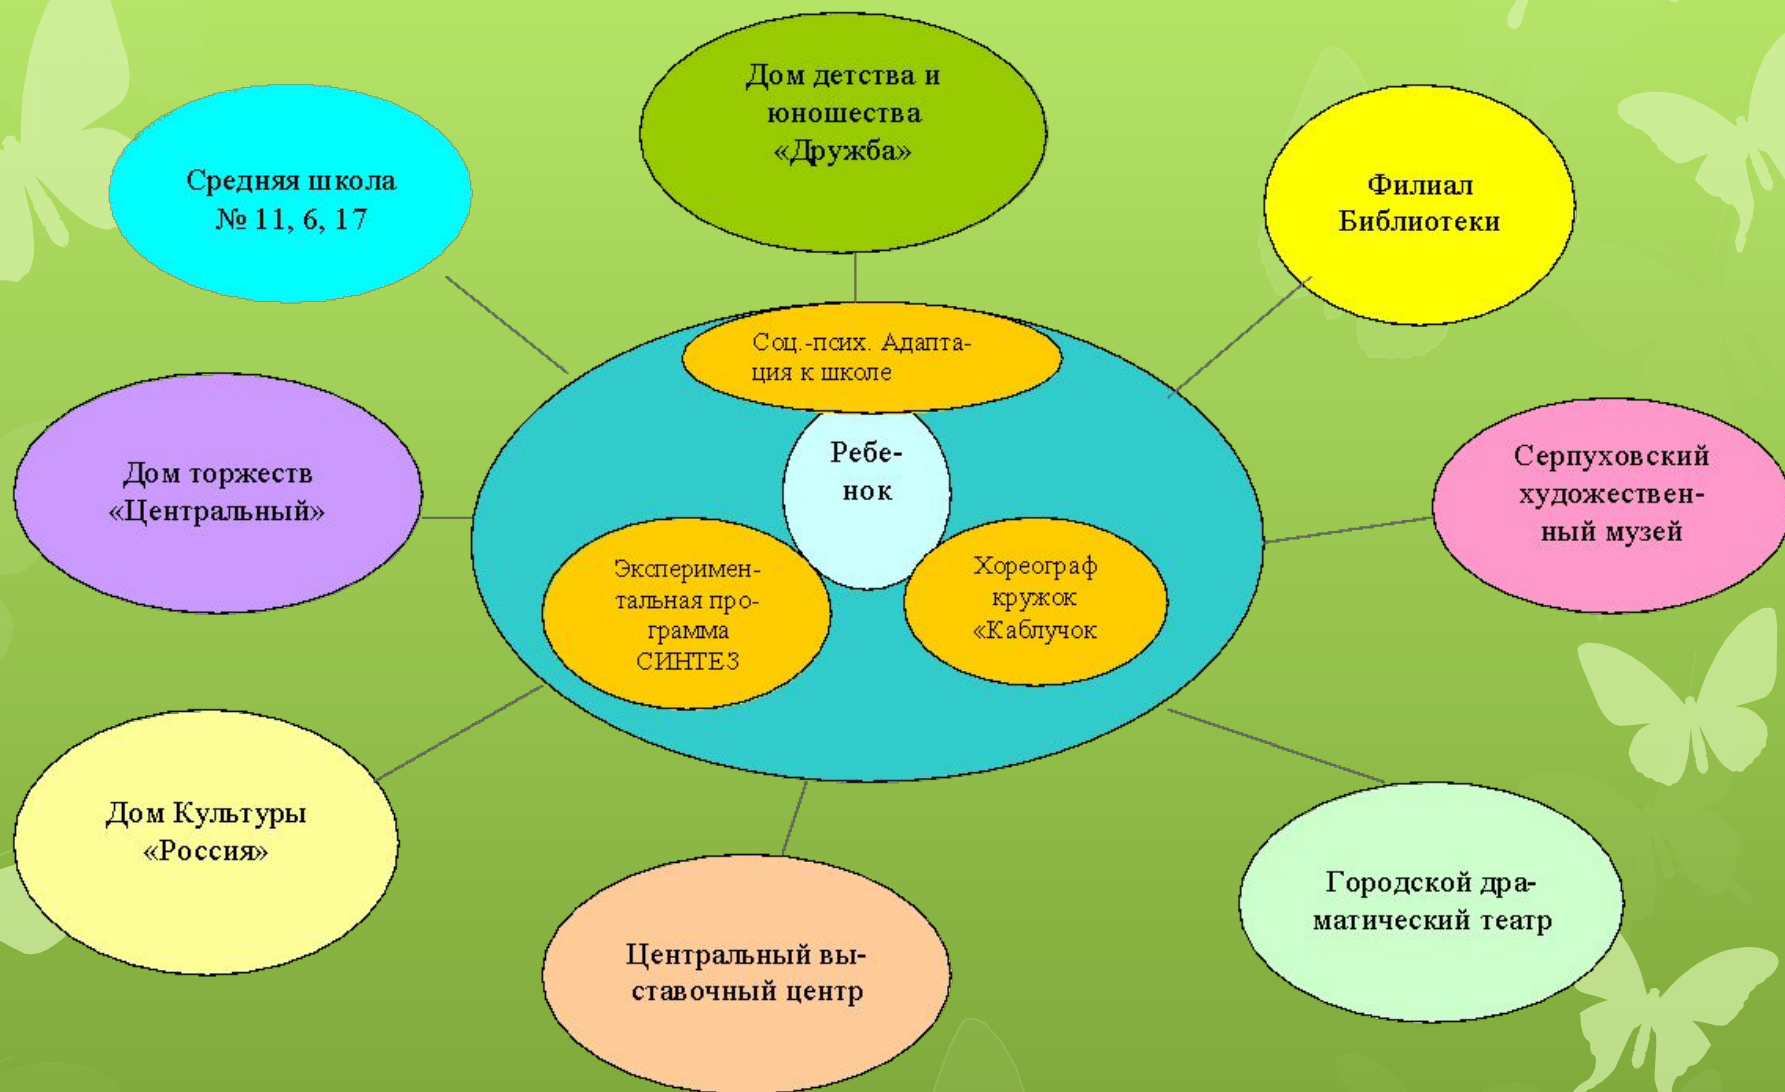 Дом детства и
юношества
«Дружба»
Средняя школа
№ 11, 6, 17
Филиал
Библиотеки
Соц.-псих. Адапта-
ция к школе
Ребе-
нок
Дом торжеств
«Центральный»
Серпуховский
художествен-
ный музей
Эксперимен-
тальная про-
грамма
СИНТЕЗ
Хореограф
кружок
«Каблучок
Дом Культуры
«Россия»
Центральный вы-
ставочный центр
Городской дра-
матический театр